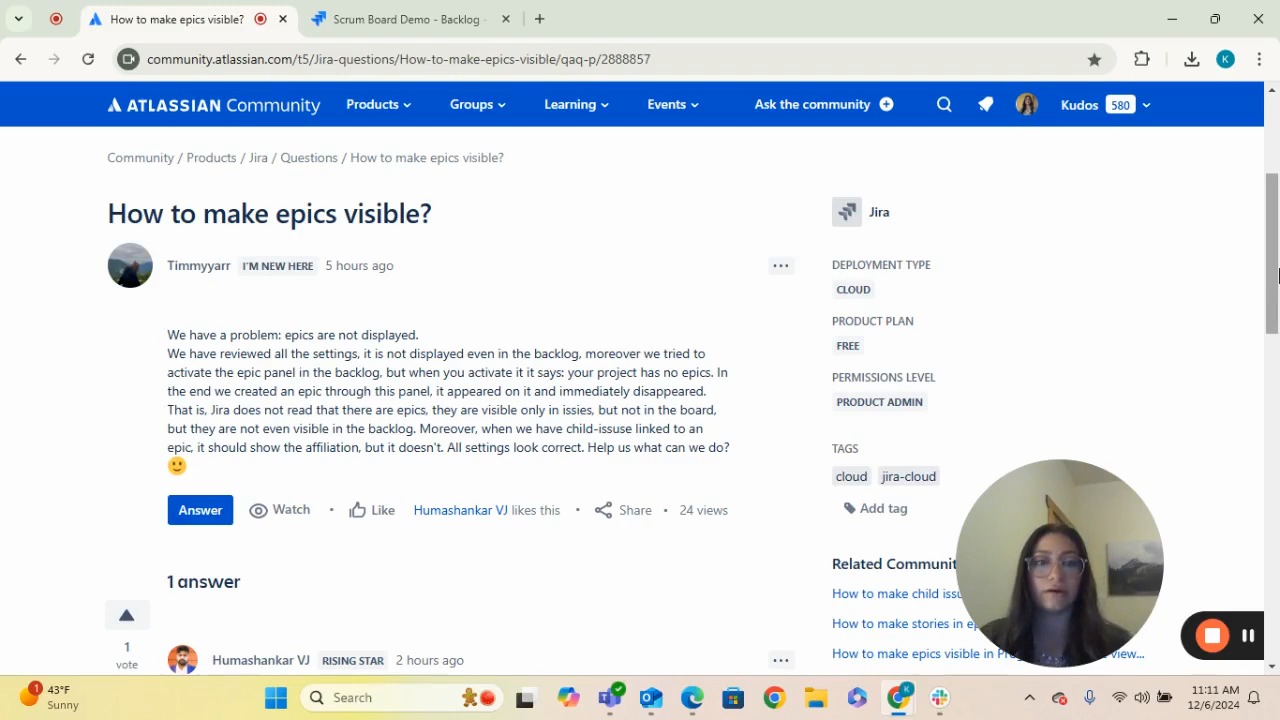 How to make epics visible?
Scrum Board Demo - Backlog
community.atlassian.com/t5/Jira-questions/How-to-make-epics-visible/qaq-p/2888857
K
ATLASSIAN Community
Products
Groups
Learning
Events
Ask the community
Kudos 580
Community / Products / Jira / Questions / How to make epics visible?
How to make epics visible?
Timmyyarr I'M NEW HERE 5 hours ago
We have a problem: epics are not displayed.
We have reviewed all the settings, it is not displayed even in the backlog, moreover we tried to
activate the epic panel in the backlog, but when you activate it it says: your project has no epics. In
the end we created an epic through this panel, it appeared on it and immediately disappeared.
That is, Jira does not read that there are epics, they are visible only in issies, but not in the board,
but they are not even visible in the backlog. Moreover, when we have child-issuse linked to an
epic, it should show the affiliation, but it doesn't. All settings look correct. Help us what can we do?
Answer Watch • Like Humashankar VJ likes this • Share • 24 views
1 answer
1
vote
Humashankar VJ RISING STAR 2 hours ago
Jira
DEPLOYMENT TYPE
CLOUD
PRODUCT PLAN
FREE
PERMISSIONS LEVEL
PRODUCT ADMIN
TAGS
cloud jira-cloud
Add tag
Related
How to make child
How to make stories in
How to make epics visible in view...
1
43°F
Sunny
Search
K
11:11 AM
12/6/2024